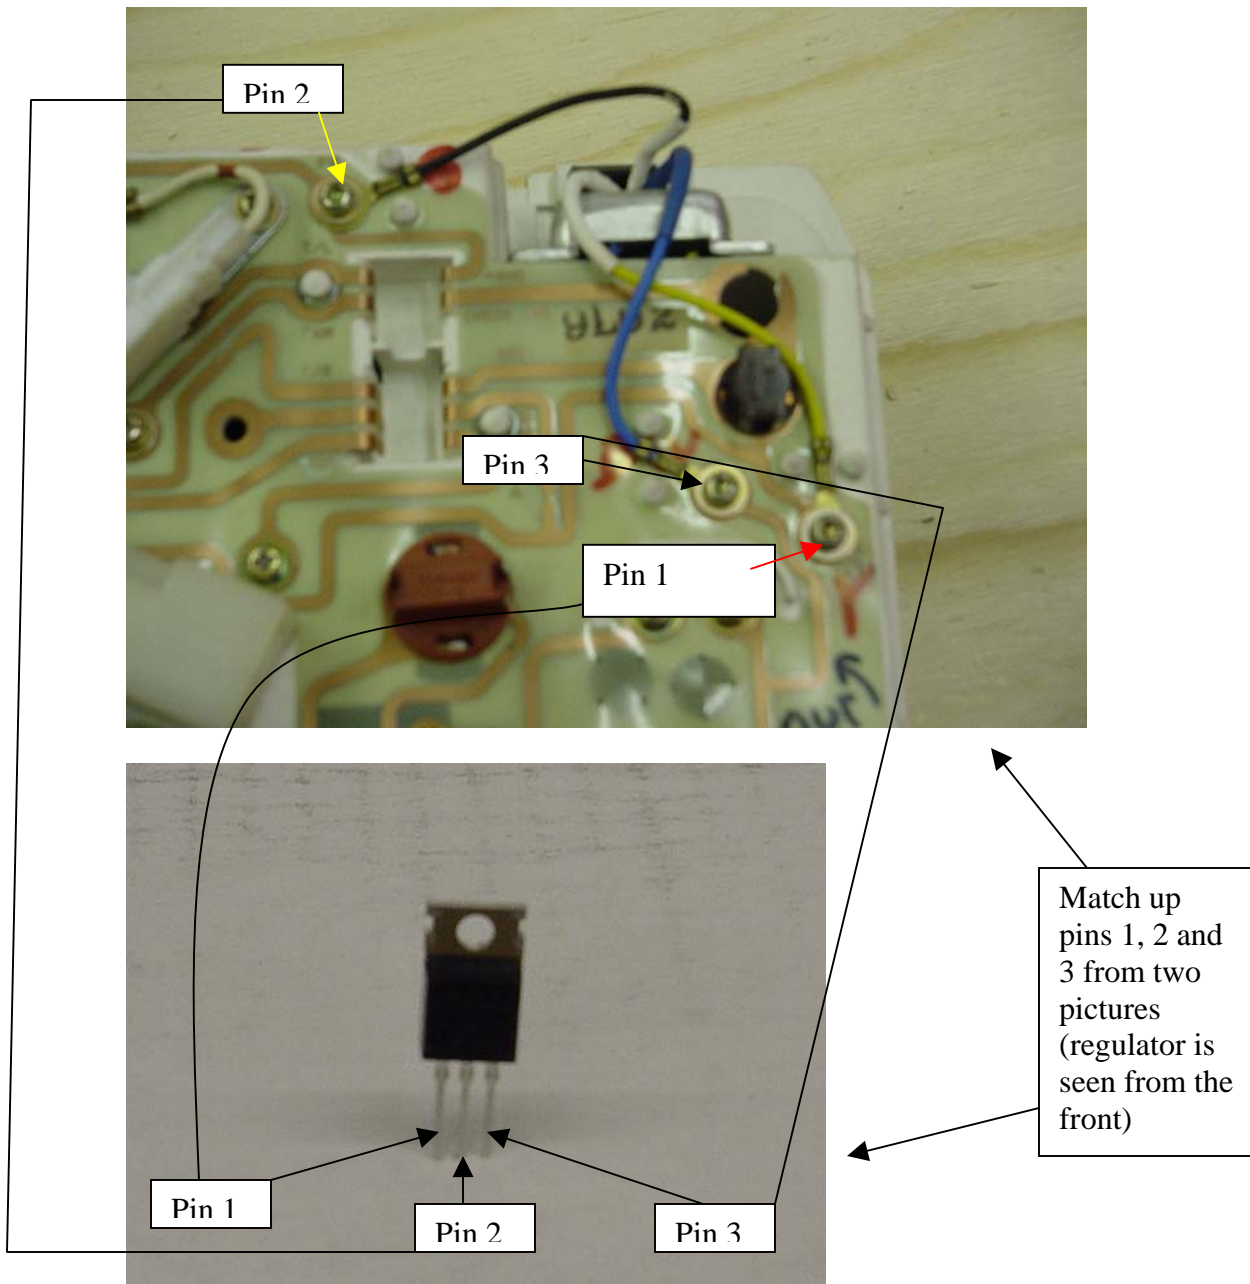 Pin 2
Pin 3
Pin 1
Match up
pins 1, 2 and
3 from two
pictures
(regulator is
seen from the
front)
Pin 1
Pin 2
Pin 3